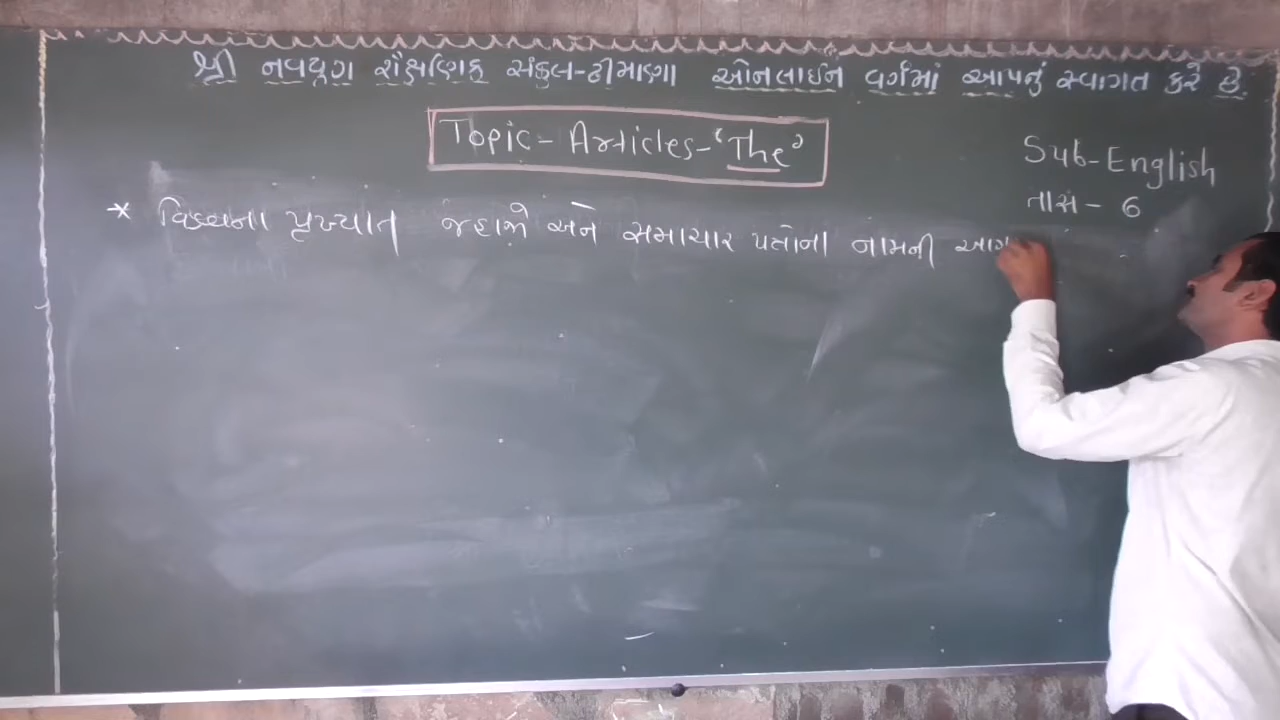 શ્રી નવયુગ શૈક્ષણિક સંકુલ-ઢીમાણા ઓનલાઈન વર્ગમાં આપનું સ્વાગત કરે છે.
Topic - Articles - 'The'
Sub - English
તાસ - 6
* વિશ્વના પ્રખ્યાત જહાજો અને સમાચાર પત્રોના નામની આગ